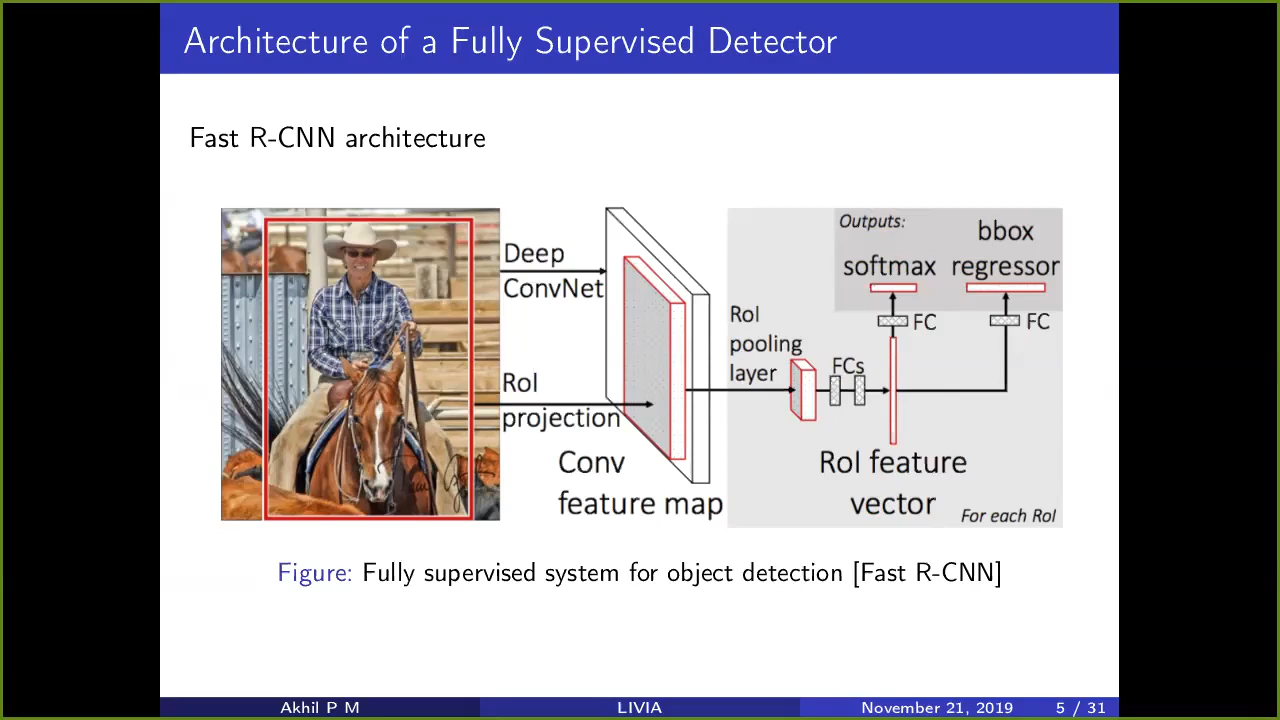 Architecture of a Fully Supervised Detector
Fast R-CNN architecture
Deep
ConvNet
RoI
projection
Conv
feature map
RoI
pooling
layer
FCs
Outputs:
softmax
bbox
regressor
FC
FC
RoI feature
vector
For each RoI
Figure: Fully supervised system for object detection [Fast R-CNN]
Akhil P M
LIVIA
November 21, 2019
5 / 31